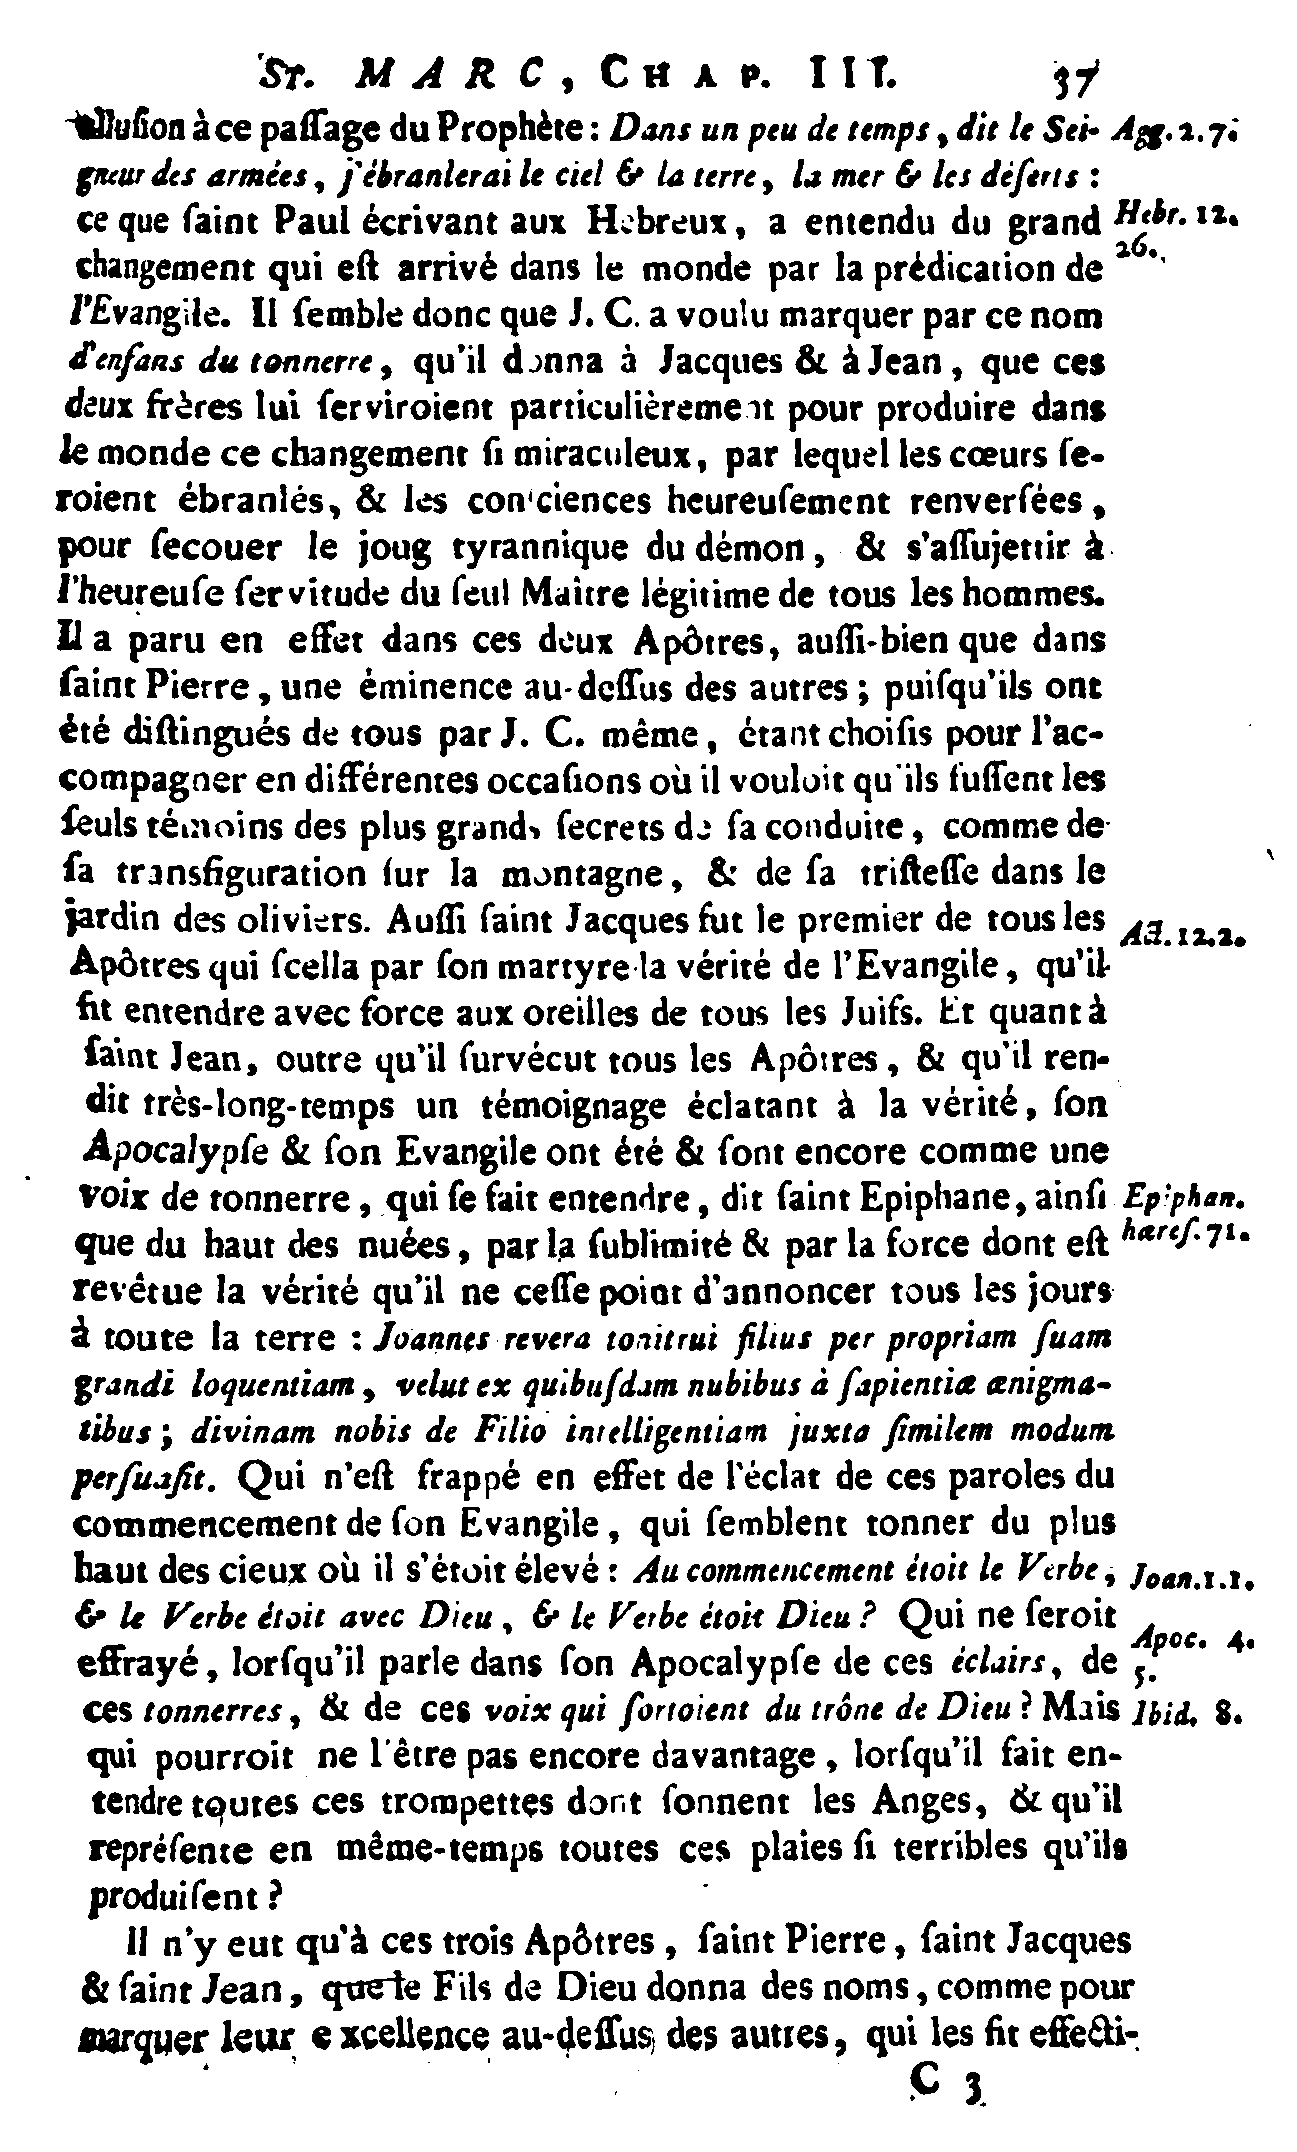 ST. MARC, CHAP. III. 37
allusion à ce paſſage du Prophète : Dans un peu de temps, dit le Sei- Agg. 2. 7.
gneur des armées, j'ébranlerai le ciel & la terre, la mer & les déſerts :
ce que ſaint Paul écrivant aux Hebreux, a entendu du grand Hebr. 12.
changement qui eſt arrivé dans le monde par la prédication de 26.
l'Evangile. Il ſemble donc que J. C. a voulu marquer par ce nom
d'enfans du tonnerre, qu'il donna à Jacques & à Jean, que ces
deux frères lui ſerviroient particulièrement pour produire dans
le monde ce changement ſi miraculeux, par lequel les cœurs ſe-
roient ébranlés, & les conſciences heureuſement renverſées,
pour ſecouer le joug tyrannique du démon, & s'aſſujettir à
l'heureuſe ſervitude du ſeul Maître légitime de tous les hommes.
Il a paru en effet dans ces deux Apôtres, auſſi-bien que dans
ſaint Pierre, une éminence au-deſſus des autres ; puiſqu'ils ont
été diſtingués de tous par J. C. même, étant choiſis pour l'ac-
compagner en différentes occaſions où il vouloit qu'ils fuſſent les
ſeuls témoins des plus grands ſecrets de ſa conduite, comme de
ſa transfiguration ſur la montagne, & de ſa triſteſſe dans le
jardin des oliviers. Auſſi ſaint Jacques fut le premier de tous les Act. 12. 2.
Apôtres qui ſcella par ſon martyre la vérité de l'Evangile, qu'il
fit entendre avec force aux oreilles de tous les Juifs. Et quant à
ſaint Jean, outre qu'il ſurvécut tous les Apôtres, & qu'il ren-
dit très-long-temps un témoignage éclatant à la vérité, ſon
Apocalypſe & ſon Evangile ont été & ſont encore comme une
voix de tonnerre, qui ſe fait entendre, dit ſaint Epiphane, ainſi Epiphan.
que du haut des nuées, par la ſublimité & par la force dont eſt hæreſ. 71.
revêtue la vérité qu'il ne ceſſe point d'annoncer tous les jours
à toute la terre : Joannes revera tonitrui filius per propriam ſuam
grandi loquentiam, velut ex quibuſdam nubibus à ſapientiæ ænigma-
tibus ; divinam nobis de Filio intelligentiam juxta ſimilem modum
perſuaſit. Qui n'eſt frappé en effet de l'éclat de ces paroles du
commencement de ſon Evangile, qui ſemblent tonner du plus
haut des cieux où il s'étoit élevé : Au commencement étoit le Verbe, Joan. 1. 1.
& le Verbe étoit avec Dieu, & le Verbe étoit Dieu ? Qui ne ſeroit
effrayé, lorſqu'il parle dans ſon Apocalypſe de ces éclairs, de Apoc. 4. 5.
ces tonnerres, & de ces voix qui ſortoient du trône de Dieu ? Mais Ibid. 8.
qui pourroit ne l'être pas encore davantage, lorſqu'il fait en-
tendre toutes ces trompettes dont ſonnent les Anges, & qu'il
repréſente en même-temps toutes ces plaies ſi terribles qu'ils
produiſent ?
Il n'y eut qu'à ces trois Apôtres, ſaint Pierre, ſaint Jacques
& ſaint Jean, que le Fils de Dieu donna des noms, comme pour
marquer leur excellence au-deſſus des autres, qui les fit effecti-
C 3